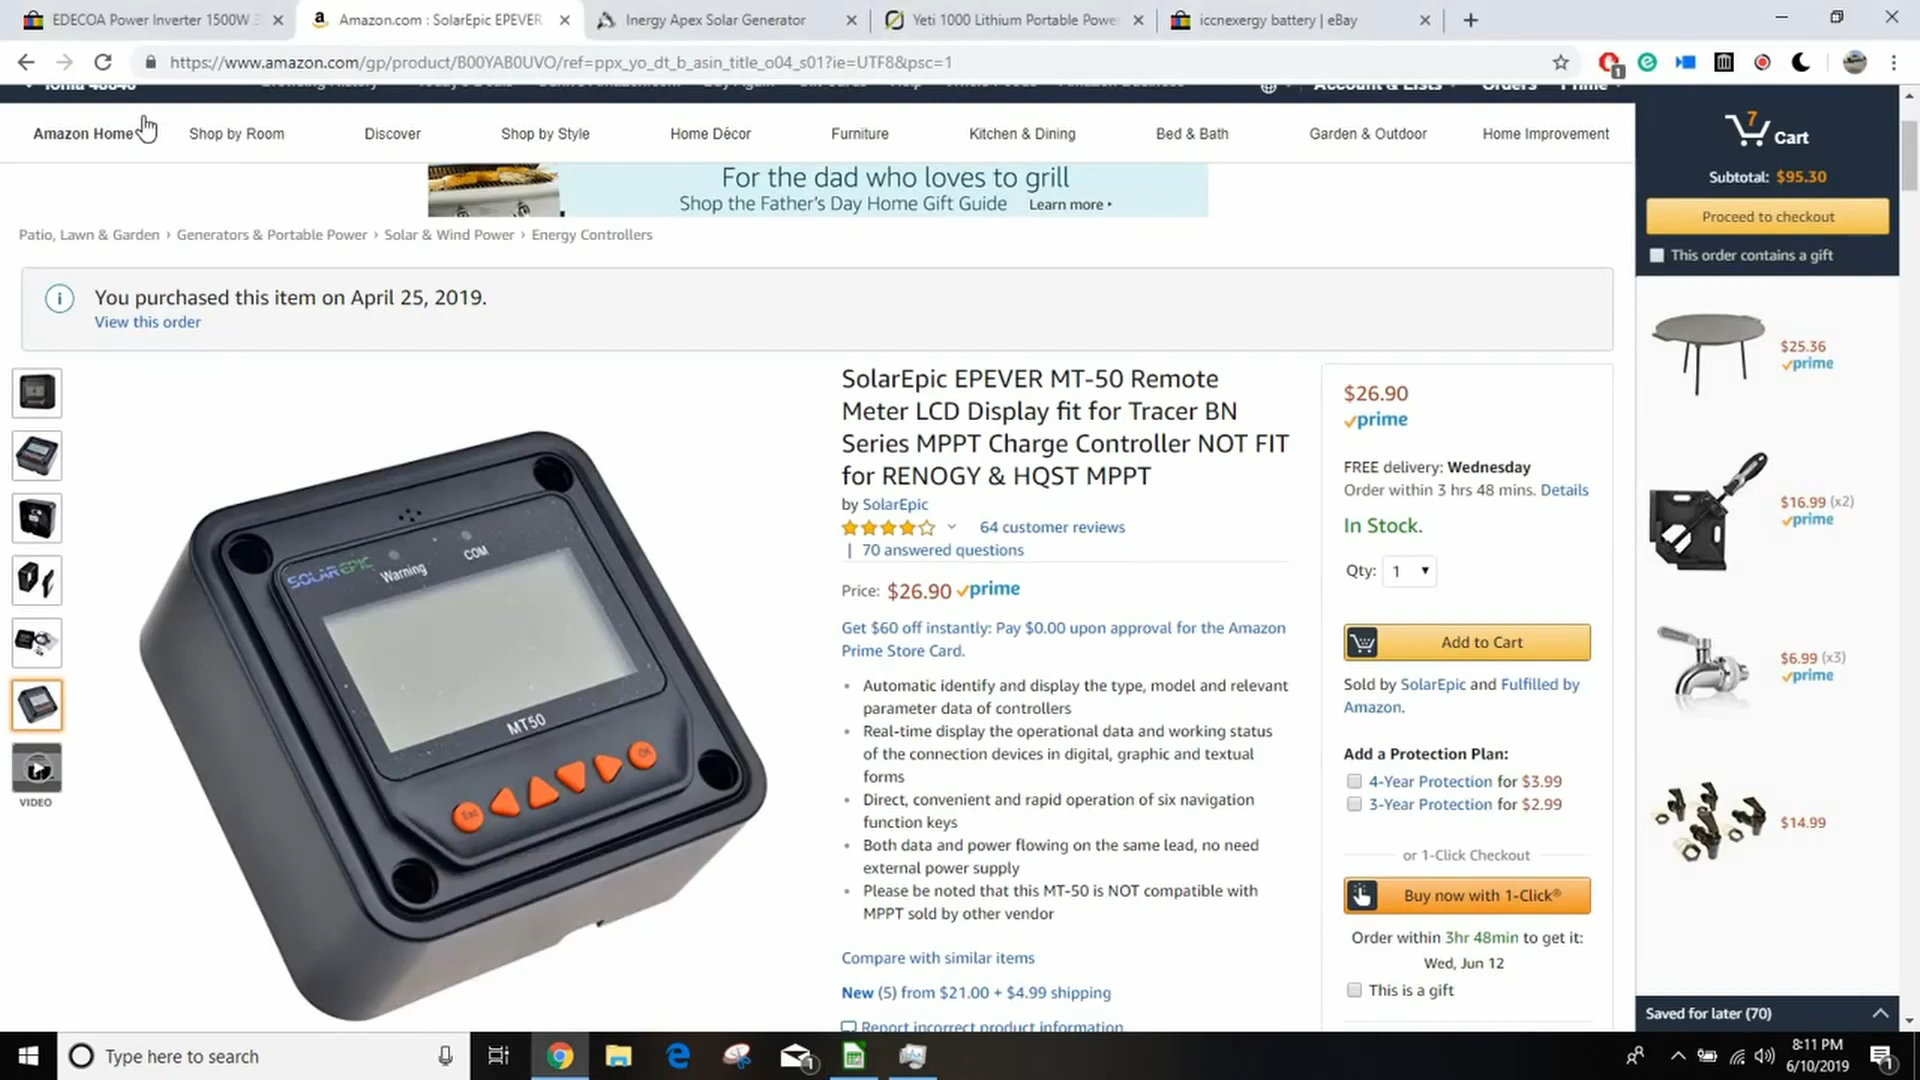 EDECOA Power Inverter 1500W
Amazon.com : SolarEpic EPEVER
Inergy Apex Solar Generator
Yeti 1000 Lithium Portable Power
iccnexergy battery | eBay
https://www.amazon.com/gp/product/B00YAB0UVO/ref=ppx_yo_dt_b_asin_title_o04_s01?ie=UTF8&psc=1
1
Ionia 48846
Account & Lists Orders Prime
Amazon Home
Shop by Room
Discover
Shop by Style
Home Décor
Furniture
Kitchen & Dining
Bed & Bath
Garden & Outdoor
Home Improvement
For the dad who loves to grill
Shop the Father's Day Home Gift Guide Learn more ›
Patio, Lawn & Garden › Generators & Portable Power › Solar & Wind Power › Energy Controllers
You purchased this item on April 25, 2019.
View this order
VIDEO
SOLAREPIC
Warning
COM
MT50
Esc
OK
SolarEpic EPEVER MT-50 Remote
Meter LCD Display fit for Tracer BN
Series MPPT Charge Controller NOT FIT
for RENOGY & HQST MPPT
by SolarEpic
64 customer reviews
| 70 answered questions
Price: $26.90 prime
Get $60 off instantly: Pay $0.00 upon approval for the Amazon
Prime Store Card.
• Automatic identify and display the type, model and relevant
parameter data of controllers
• Real-time display the operational data and working status
of the connection devices in digital, graphic and textual
forms
• Direct, convenient and rapid operation of six navigation
function keys
• Both data and power flowing on the same lead, no need
external power supply
• Please be noted that this MT-50 is NOT compatible with
MPPT sold by other vendor
Compare with similar items
New (5) from $21.00 + $4.99 shipping
Report incorrect product information
$26.90
prime
FREE delivery: Wednesday
Order within 3 hrs 48 mins. Details
In Stock.
Qty: 1
Add to Cart
Sold by SolarEpic and Fulfilled by
Amazon.
Add a Protection Plan:
4-Year Protection for $3.99
3-Year Protection for $2.99
or 1-Click Checkout
Buy now with 1-Click®
Order within 3hr 48min to get it:
Wed, Jun 12
This is a gift
7
Cart
Subtotal: $95.30
Proceed to checkout
This order contains a gift
$25.36
prime
$16.99 (x2)
prime
$6.99 (x3)
prime
$14.99
Saved for later (70)
Type here to search
1
8:11 PM
6/10/2019
1